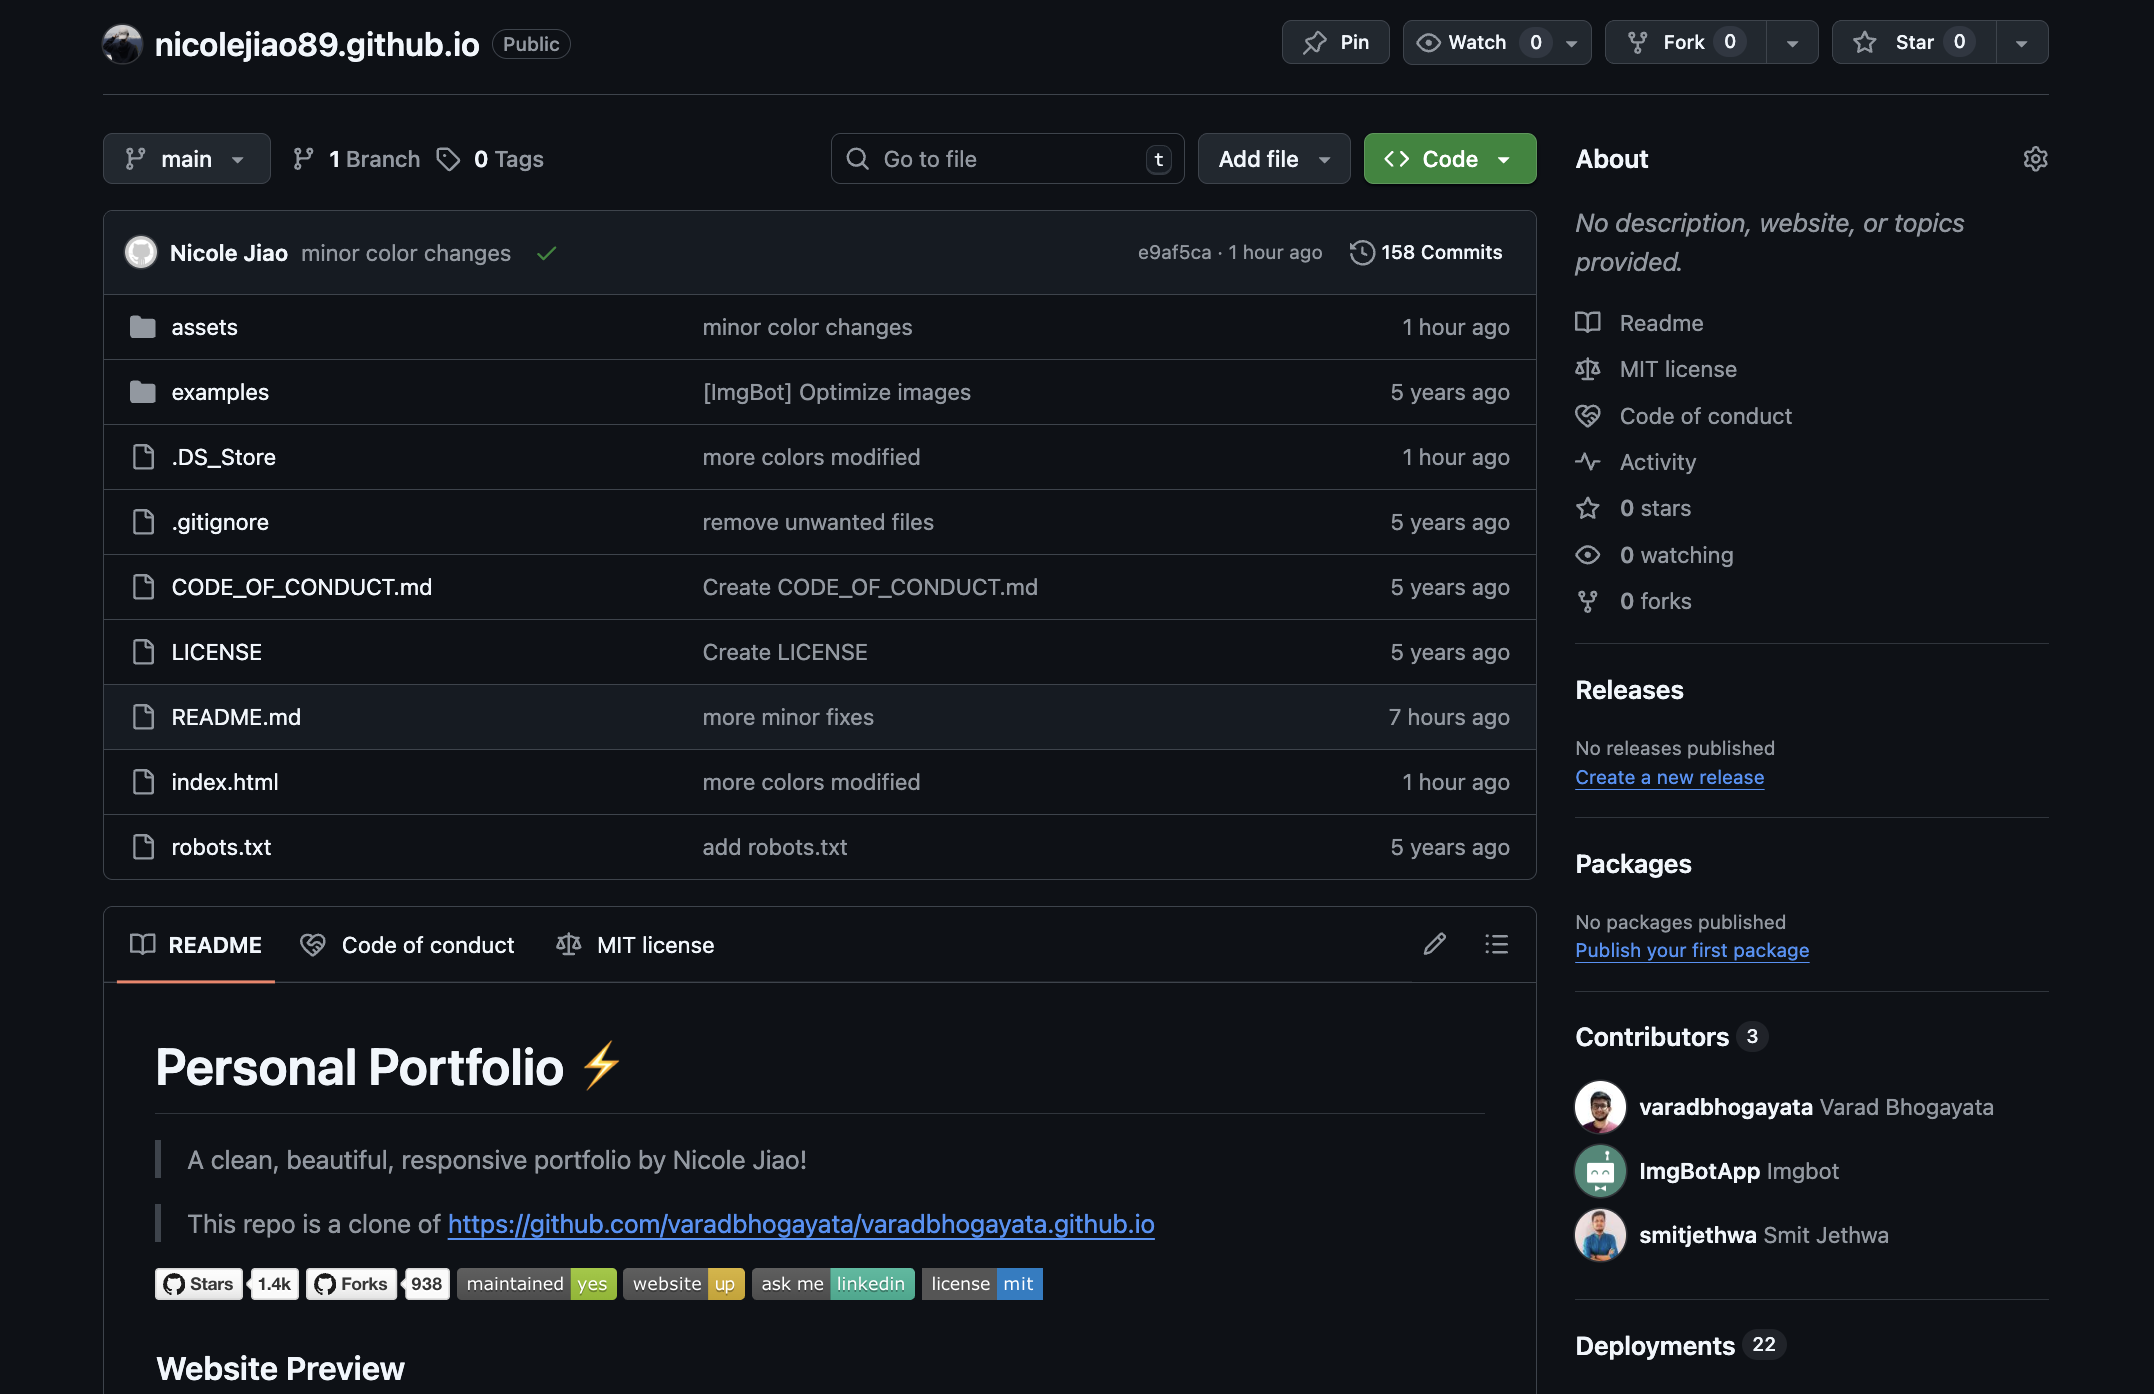 nicolejiao89.github.io Public
Pin
Watch 0
Fork 0
Star 0
main
1 Branch
0 Tags
Go to file t
Add file
<> Code
Nicole Jiao minor color changes
e9af5ca · 1 hour ago
158 Commits
assets minor color changes 1 hour ago
examples [ImgBot] Optimize images 5 years ago
.DS_Store more colors modified 1 hour ago
.gitignore remove unwanted files 5 years ago
CODE_OF_CONDUCT.md Create CODE_OF_CONDUCT.md 5 years ago
LICENSE Create LICENSE 5 years ago
README.md more minor fixes 7 hours ago
index.html more colors modified 1 hour ago
robots.txt add robots.txt 5 years ago
README
Code of conduct
MIT license
Personal Portfolio ⚡
A clean, beautiful, responsive portfolio by Nicole Jiao!
This repo is a clone of https://github.com/varadbhogayata/varadbhogayata.github.io
Stars 1.4k Forks 938 maintained yes website up ask me linkedin license mit
Website Preview
About
No description, website, or topics
provided.
Readme
MIT license
Code of conduct
Activity
0 stars
0 watching
0 forks
Releases
No releases published
Create a new release
Packages
No packages published
Publish your first package
Contributors 3
varadbhogayata Varad Bhogayata
ImgBotApp Imgbot
smitjethwa Smit Jethwa
Deployments 22